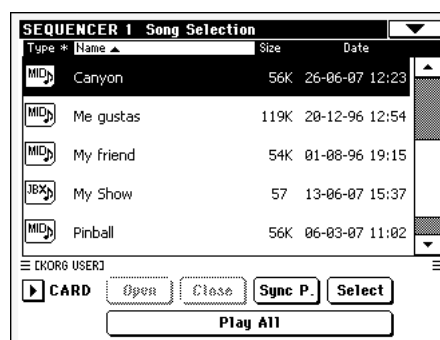 SEQUENCER 1 Song Selection
Type * Name ▲ Size Date
MID Canyon 56K 26-06-07 12:23
MID Me gustas 119K 20-12-96 12:54
MID My friend 54K 01-08-96 19:15
JBX My Show 57 13-06-07 15:37
MID Pinball 56K 06-03-07 11:02
[KORG USER]
CARD Open Close Sync P. Select
Play All